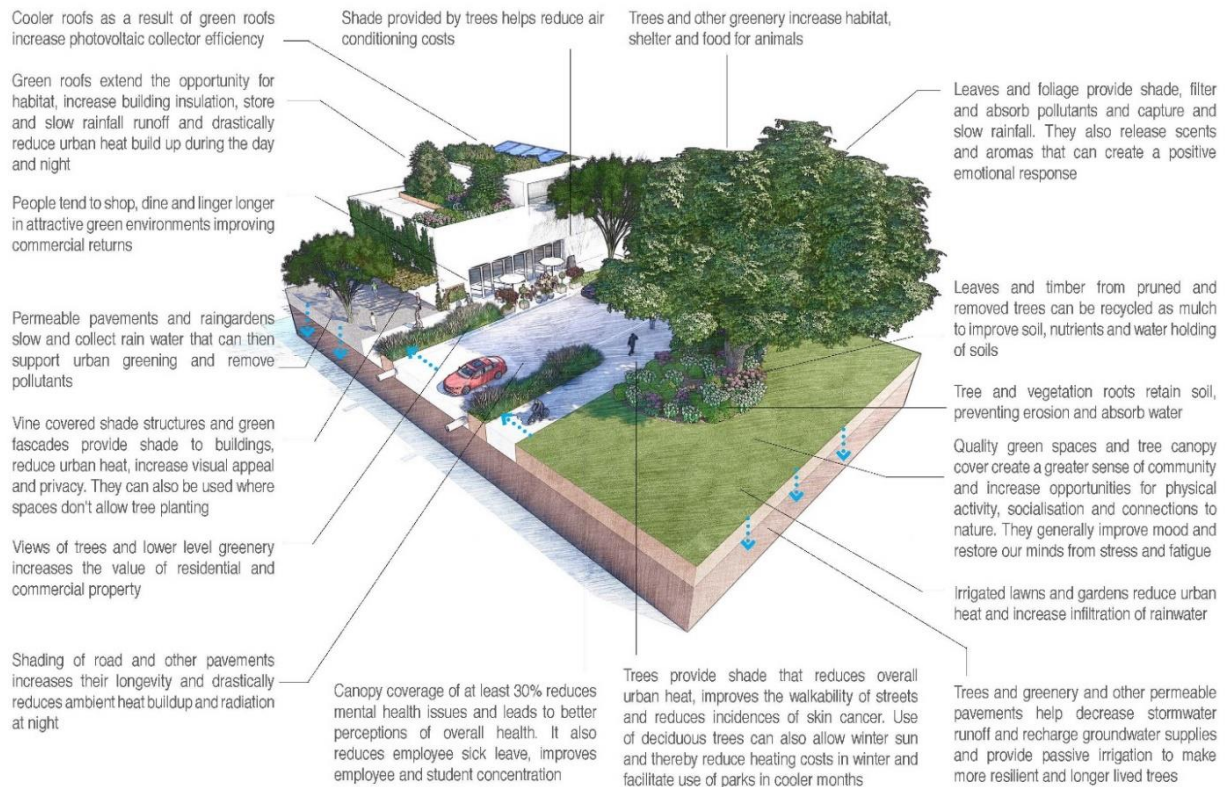 Cooler roofs as a result of green roofs
increase photovoltaic collector efficiency
Shade provided by trees helps reduce air
conditioning costs
Trees and other greenery increase habitat,
shelter and food for animals
Green roofs extend the opportunity for
habitat, increase building insulation, store
and slow rainfall runoff and drastically
reduce urban heat build up during the day
and night
Leaves and foliage provide shade, filter
and absorb pollutants and capture and
slow rainfall. They also release scents
and aromas that can create a positive
emotional response
People tend to shop, dine and linger longer
in attractive green environments improving
commercial returns
Permeable pavements and raingardens
slow and collect rain water that can then
support urban greening and remove
pollutants
Leaves and timber from pruned and
removed trees can be recycled as mulch
to improve soil, nutrients and water holding
of soils
Tree and vegetation roots retain soil,
preventing erosion and absorb water
Vine covered shade structures and green
fascades provide shade to buildings,
reduce urban heat, increase visual appeal
and privacy. They can also be used where
spaces don't allow tree planting
Quality green spaces and tree canopy
cover create a greater sense of community
and increase opportunities for physical
activity, socialisation and connections to
nature. They generally improve mood and
restore our minds from stress and fatigue
Views of trees and lower level greenery
increases the value of residential and
commercial property
Irrigated lawns and gardens reduce urban
heat and increase infiltration of rainwater
Shading of road and other pavements
increases their longevity and drastically
reduces ambient heat buildup and radiation
at night
Canopy coverage of at least 30% reduces
mental health issues and leads to better
perceptions of overall health. It also
reduces employee sick leave, improves
employee and student concentration
Trees provide shade that reduces overall
urban heat, improves the walkability of streets
and reduces incidences of skin cancer. Use
of deciduous trees can also allow winter sun
and thereby reduce heating costs in winter and
facilitate use of parks in cooler months
Trees and greenery and other permeable
pavements help decrease stormwater
runoff and recharge groundwater supplies
and provide passive irrigation to make
more resilient and longer lived trees